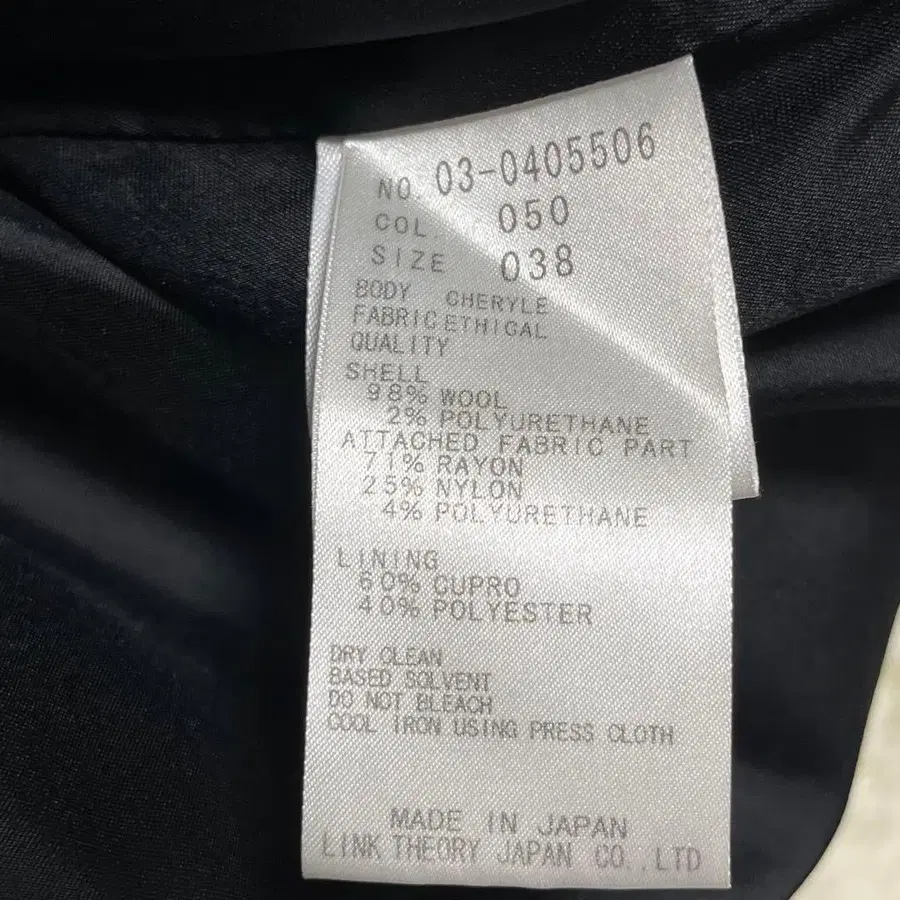 NO. 03-0405506
COL. 050
SIZE 038
BODY CHERYLE
FABRIC ETHICAL
QUALITY
SHELL
98% WOOL
2% POLYURETHANE
ATTACHED FABRIC PART
71% RAYON
25% NYLON
4% POLYURETHANE
LINING
60% CUPRO
40% POLYESTER
DRY CLEAN
BASED SOLVENT
DO NOT BLEACH
COOL IRON USING PRESS CLOTH
MADE IN JAPAN
LINK THEORY JAPAN CO.,LTD